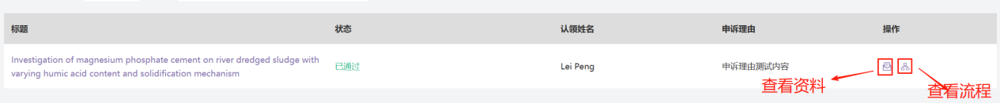 标题 状态 认领姓名 申诉理由 操作
Investigation of magnesium phosphate cement on river dredged sludge with
varying humic acid content and solidification mechanism
已通过
Lei Peng
申诉理由测试内容
查看资料
查看流程